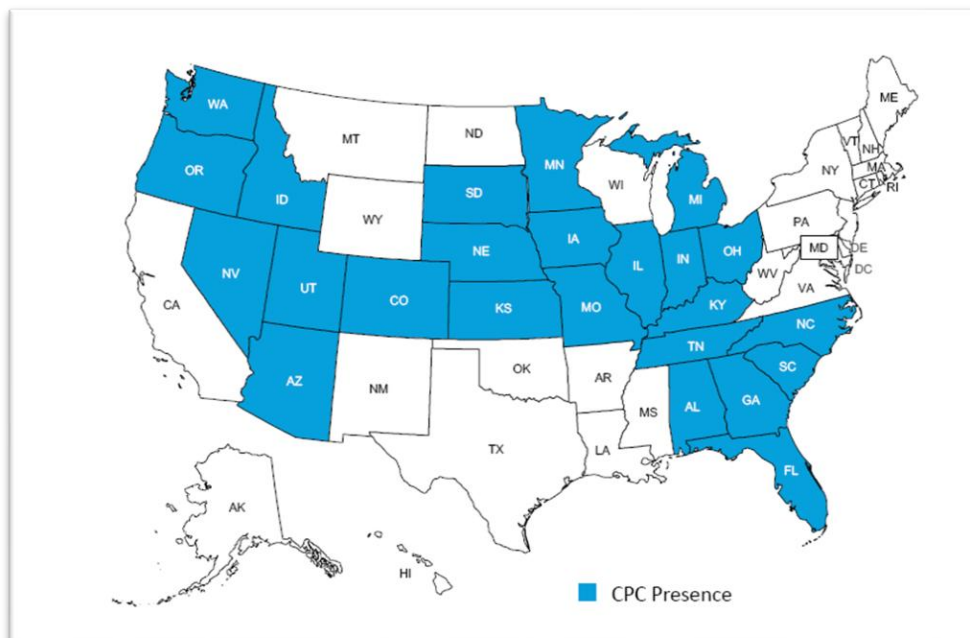 WA
ME
MT
ND
VT
NH
OR
MN
MA
NY
ID
SD
WI
CT
RI
MI
WY
PA
IA
NE
OH
MD
DE
NV
IL
IN
DC
UT
CO
WV
VA
CA
KS
MO
KY
NC
TN
OK
SC
AZ
NM
AR
MS
AL
GA
TX
LA
FL
AK
HI
CPC Presence